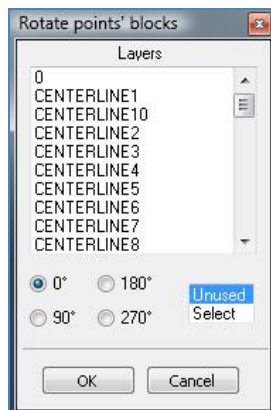 Rotate points' blocks
Layers
0
CENTERLINE1
CENTERLINE10
CENTERLINE2
CENTERLINE3
CENTERLINE4
CENTERLINE5
CENTERLINE6
CENTERLINE7
CENTERLINE8
0° 180°
Unused
90° 270°
Select
OK Cancel